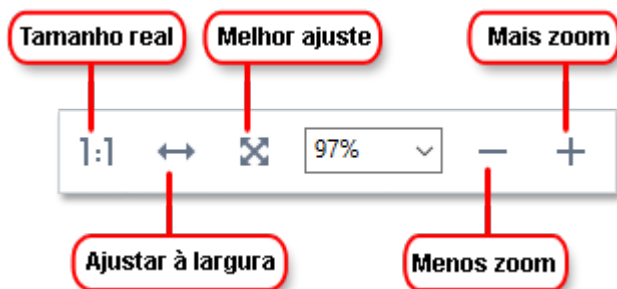 Tamanho real
Melhor ajuste
Mais zoom
1:1
97%
Ajustar à largura
Menos zoom